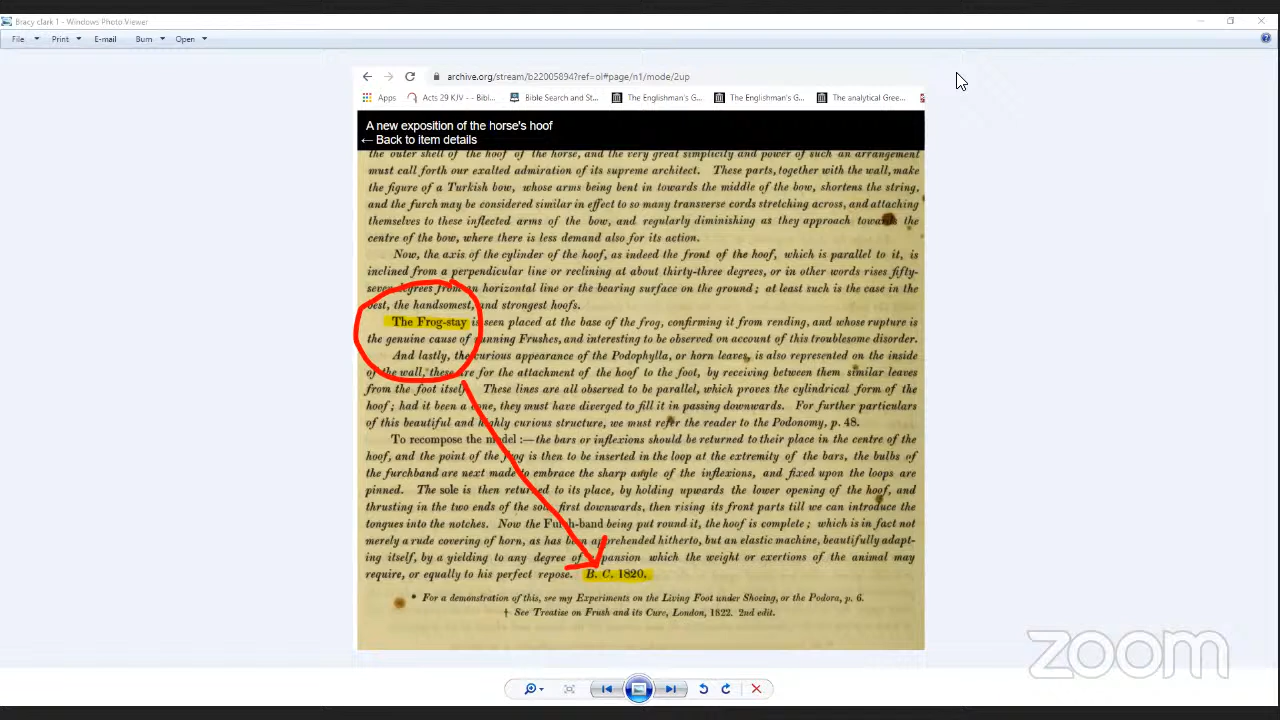 Bracy clark 1 - Windows Photo Viewer
File Print E-mail Burn Open
archive.org/stream/b22005894?ref=ol#page/n1/mode/2up
Apps Acts 29 KJV - - Bibl... Bible Search and St... The Englishman's G... The Englishman's G... The analytical Gree...
A new exposition of the horse's hoof
← Back to item details
the outer shell of the hoof of the horse, and the very great simplicity and power of such an arrangement
must call forth our exalted admiration of its supreme architect. These parts, together with the wall, make
the figure of a Turkish bow, whose arms being bent in towards the middle of the bow, shortens the string,
and the furch may be considered similar in effect to so many transverse cords stretching across, and attaching
themselves to these inflected arms of the bow, and regularly diminishing as they approach towards the
centre of the bow, where there is less demand also for its action.
Now, the axis of the cylinder of the hoof, as indeed the front of the hoof, which is parallel to it, is
inclined from a perpendicular line or reclining at about thirty-three degrees, or in other words rises fifty-
seven degrees from an horizontal line or the bearing surface on the ground; at least such is the case in the
best, the handsomest, and strongest hoofs.
The Frog-stay is seen placed at the base of the frog, confirming it from rending, and whose rupture is
the genuine cause of running Frushes, and interesting to be observed on account of this troublesome disorder.
And lastly, the curious appearance of the Podophylla, or horn leaves, is also represented on the inside
of the wall, these are for the attachment of the hoof to the foot, by receiving between them similar leaves
from the foot itself. These lines are all observed to be parallel, which proves the cylindrical form of the
hoof; had it been a cone, they must have diverged to fill it in passing downwards. For further particulars
of this beautiful and highly curious structure, we must refer the reader to the Podonomy, p. 48.
To recompose the model :—the bars or inflexions should be returned to their place in the centre of the
hoof, and the point of the frog is then to be inserted in the loop at the extremity of the bars, the bulbs of
the furchband are next made to embrace the sharp angle of the inflexions, and fixed upon the loops are
pinned. The sole is then returned to its place, by holding upwards the lower opening of the hoof, and
thrusting in the two ends of the sole first downwards, then rising its front parts till we can introduce the
tongues into the notches. Now the Furch-band being put round it, the hoof is complete; which is in fact not
merely a rude covering of horn, as has been apprehended hitherto, but an elastic machine, beautifully adapt-
ing itself, by a yielding to any degree of expansion which the weight or exertions of the animal may
require, or equally to his perfect repose. B. C. 1820.
* For a demonstration of this, see my Experiments on the Living Foot under Shoeing, or the Podora, p. 6.
† See Treatise on Frush and its Cure, London, 1822. 2nd edit.
zoom